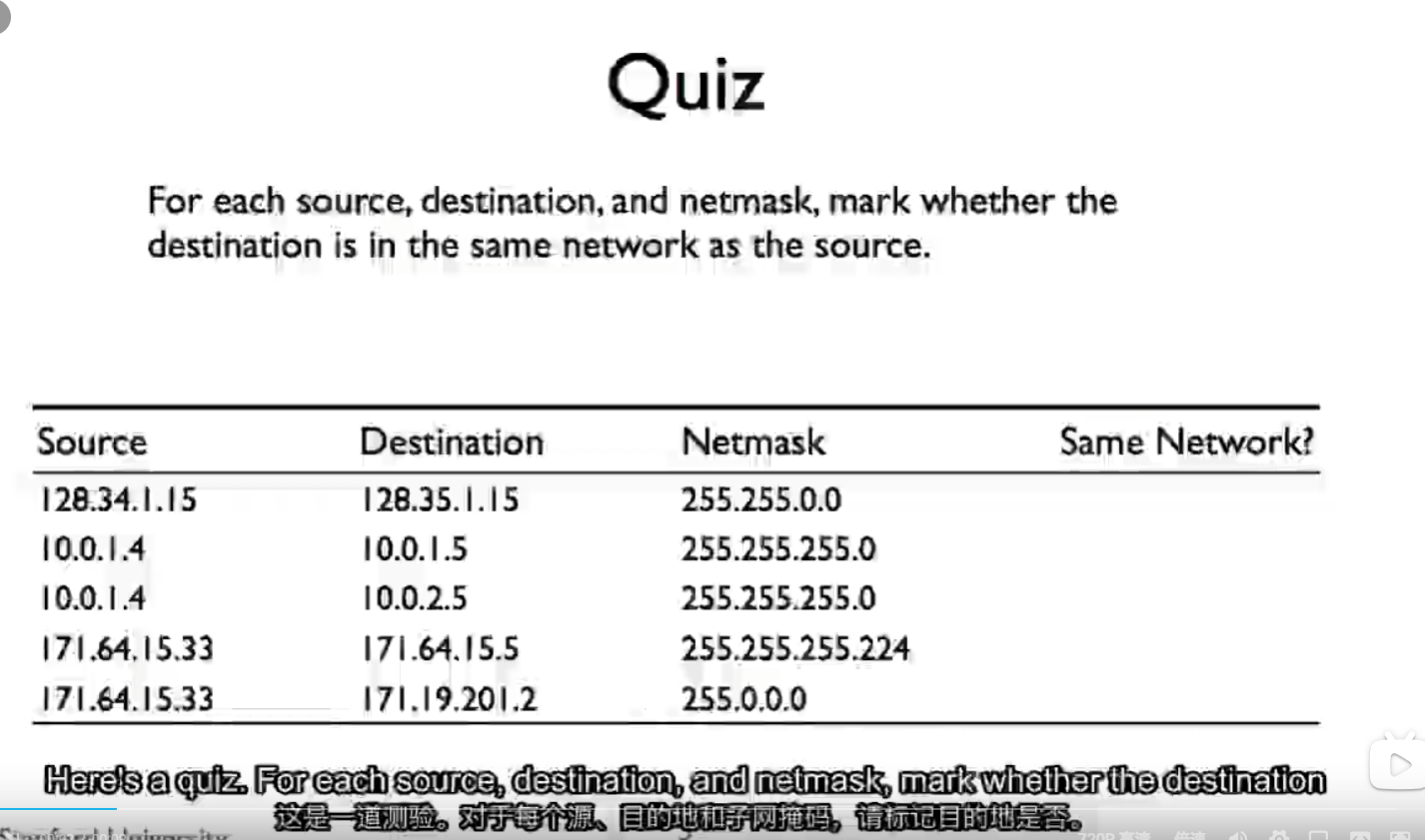 Quiz
For each source, destination, and netmask, mark whether the
destination is in the same network as the source.
Source Destination Netmask Same Network?
128.34.1.15 128.35.1.15 255.255.0.0
10.0.1.4 10.0.1.5 255.255.255.0
10.0.1.4 10.0.2.5 255.255.255.0
171.64.15.33 171.64.15.5 255.255.255.224
171.64.15.33 171.19.201.2 255.0.0.0
Here's a quiz. For each source, destination, and netmask, mark whether the destination
这是一道测验。对于每个源、目的地和子网掩码，请标记目的地是否。
720P 高清 倍速